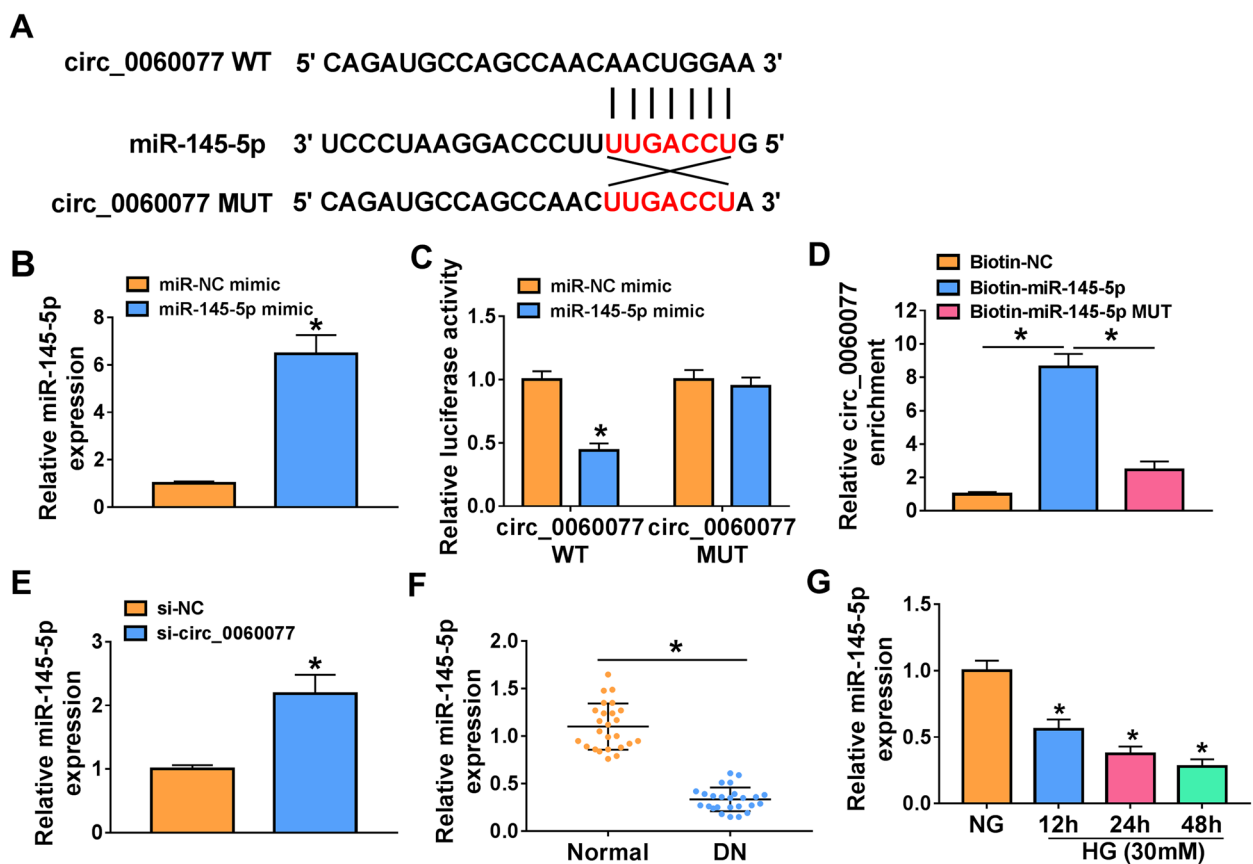 A
circ_0060077 WT 5' CAGAUGCCAGCCAACAACUGGAA 3'
miR-145-5p 3' UCCCUAAGGACCCUUUUGACCUG 5'
circ_0060077 MUT 5' CAGAUGCCAGCCAACUUGACCUA 3'
B
miR-NC mimic
miR-145-5p mimic
Relative miR-145-5p
expression
8
6
4
2
0
*
C
miR-NC mimic
miR-145-5p mimic
Relative luciferase activity
1.5
1.0
0.5
0.0
*
circ_0060077
WT
circ_0060077
MUT
D
Biotin-NC
Biotin-miR-145-5p
Biotin-miR-145-5p MUT
Relative circ_0060077
enrichment
12
10
8
6
4
2
0
* *
E
si-NC
si-circ_0060077
Relative miR-145-5p
expression
3
2
1
0
*
F
Relative miR-145-5p
expression
2.0
1.5
1.0
0.5
0.0
*
Normal DN
G
Relative miR-145-5p
expression
1.5
1.0
0.5
0.0
* * *
NG 12h 24h 48h
HG (30mM)